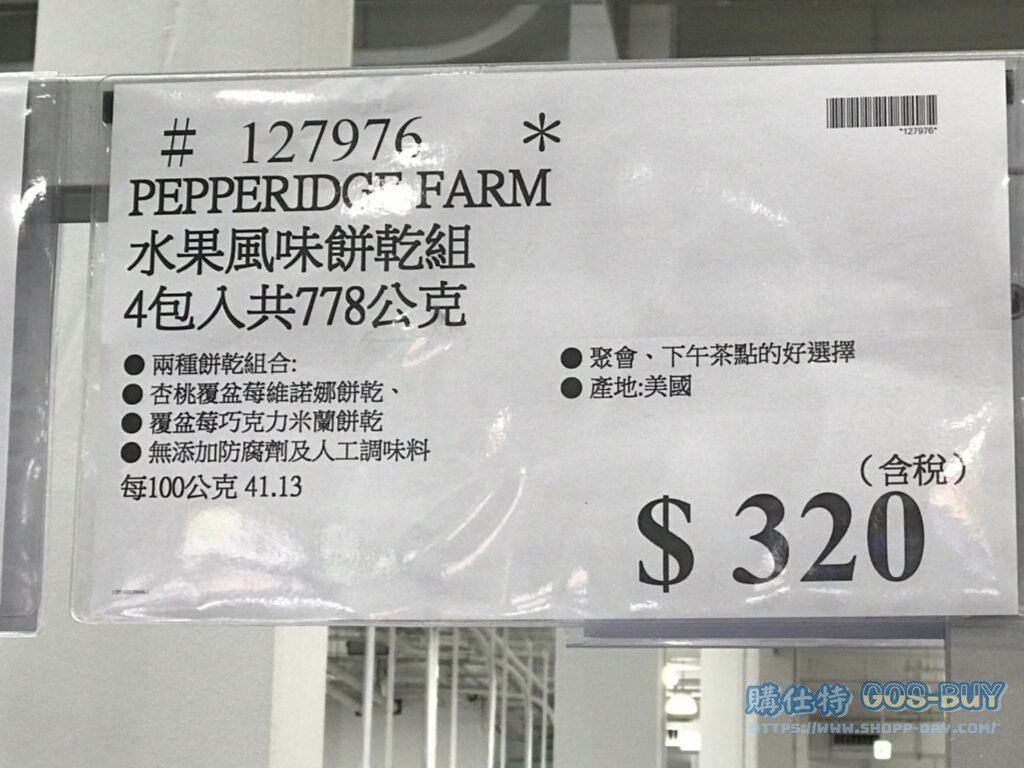 # 127976 *
*127976*
PEPPERIDGE FARM
水果風味餅乾組
4包入共778公克
● 兩種餅乾組合:
● 杏桃覆盆莓維諾娜餅乾、
● 覆盆莓巧克力米蘭餅乾
● 無添加防腐劑及人工調味料
每100公克 41.13
● 聚會、下午茶點的好選擇
● 產地:美國
（含稅）
$ 320
購仕特 GOS-BUY
HTTPS://WWW.SHOPP-DAY.COM/